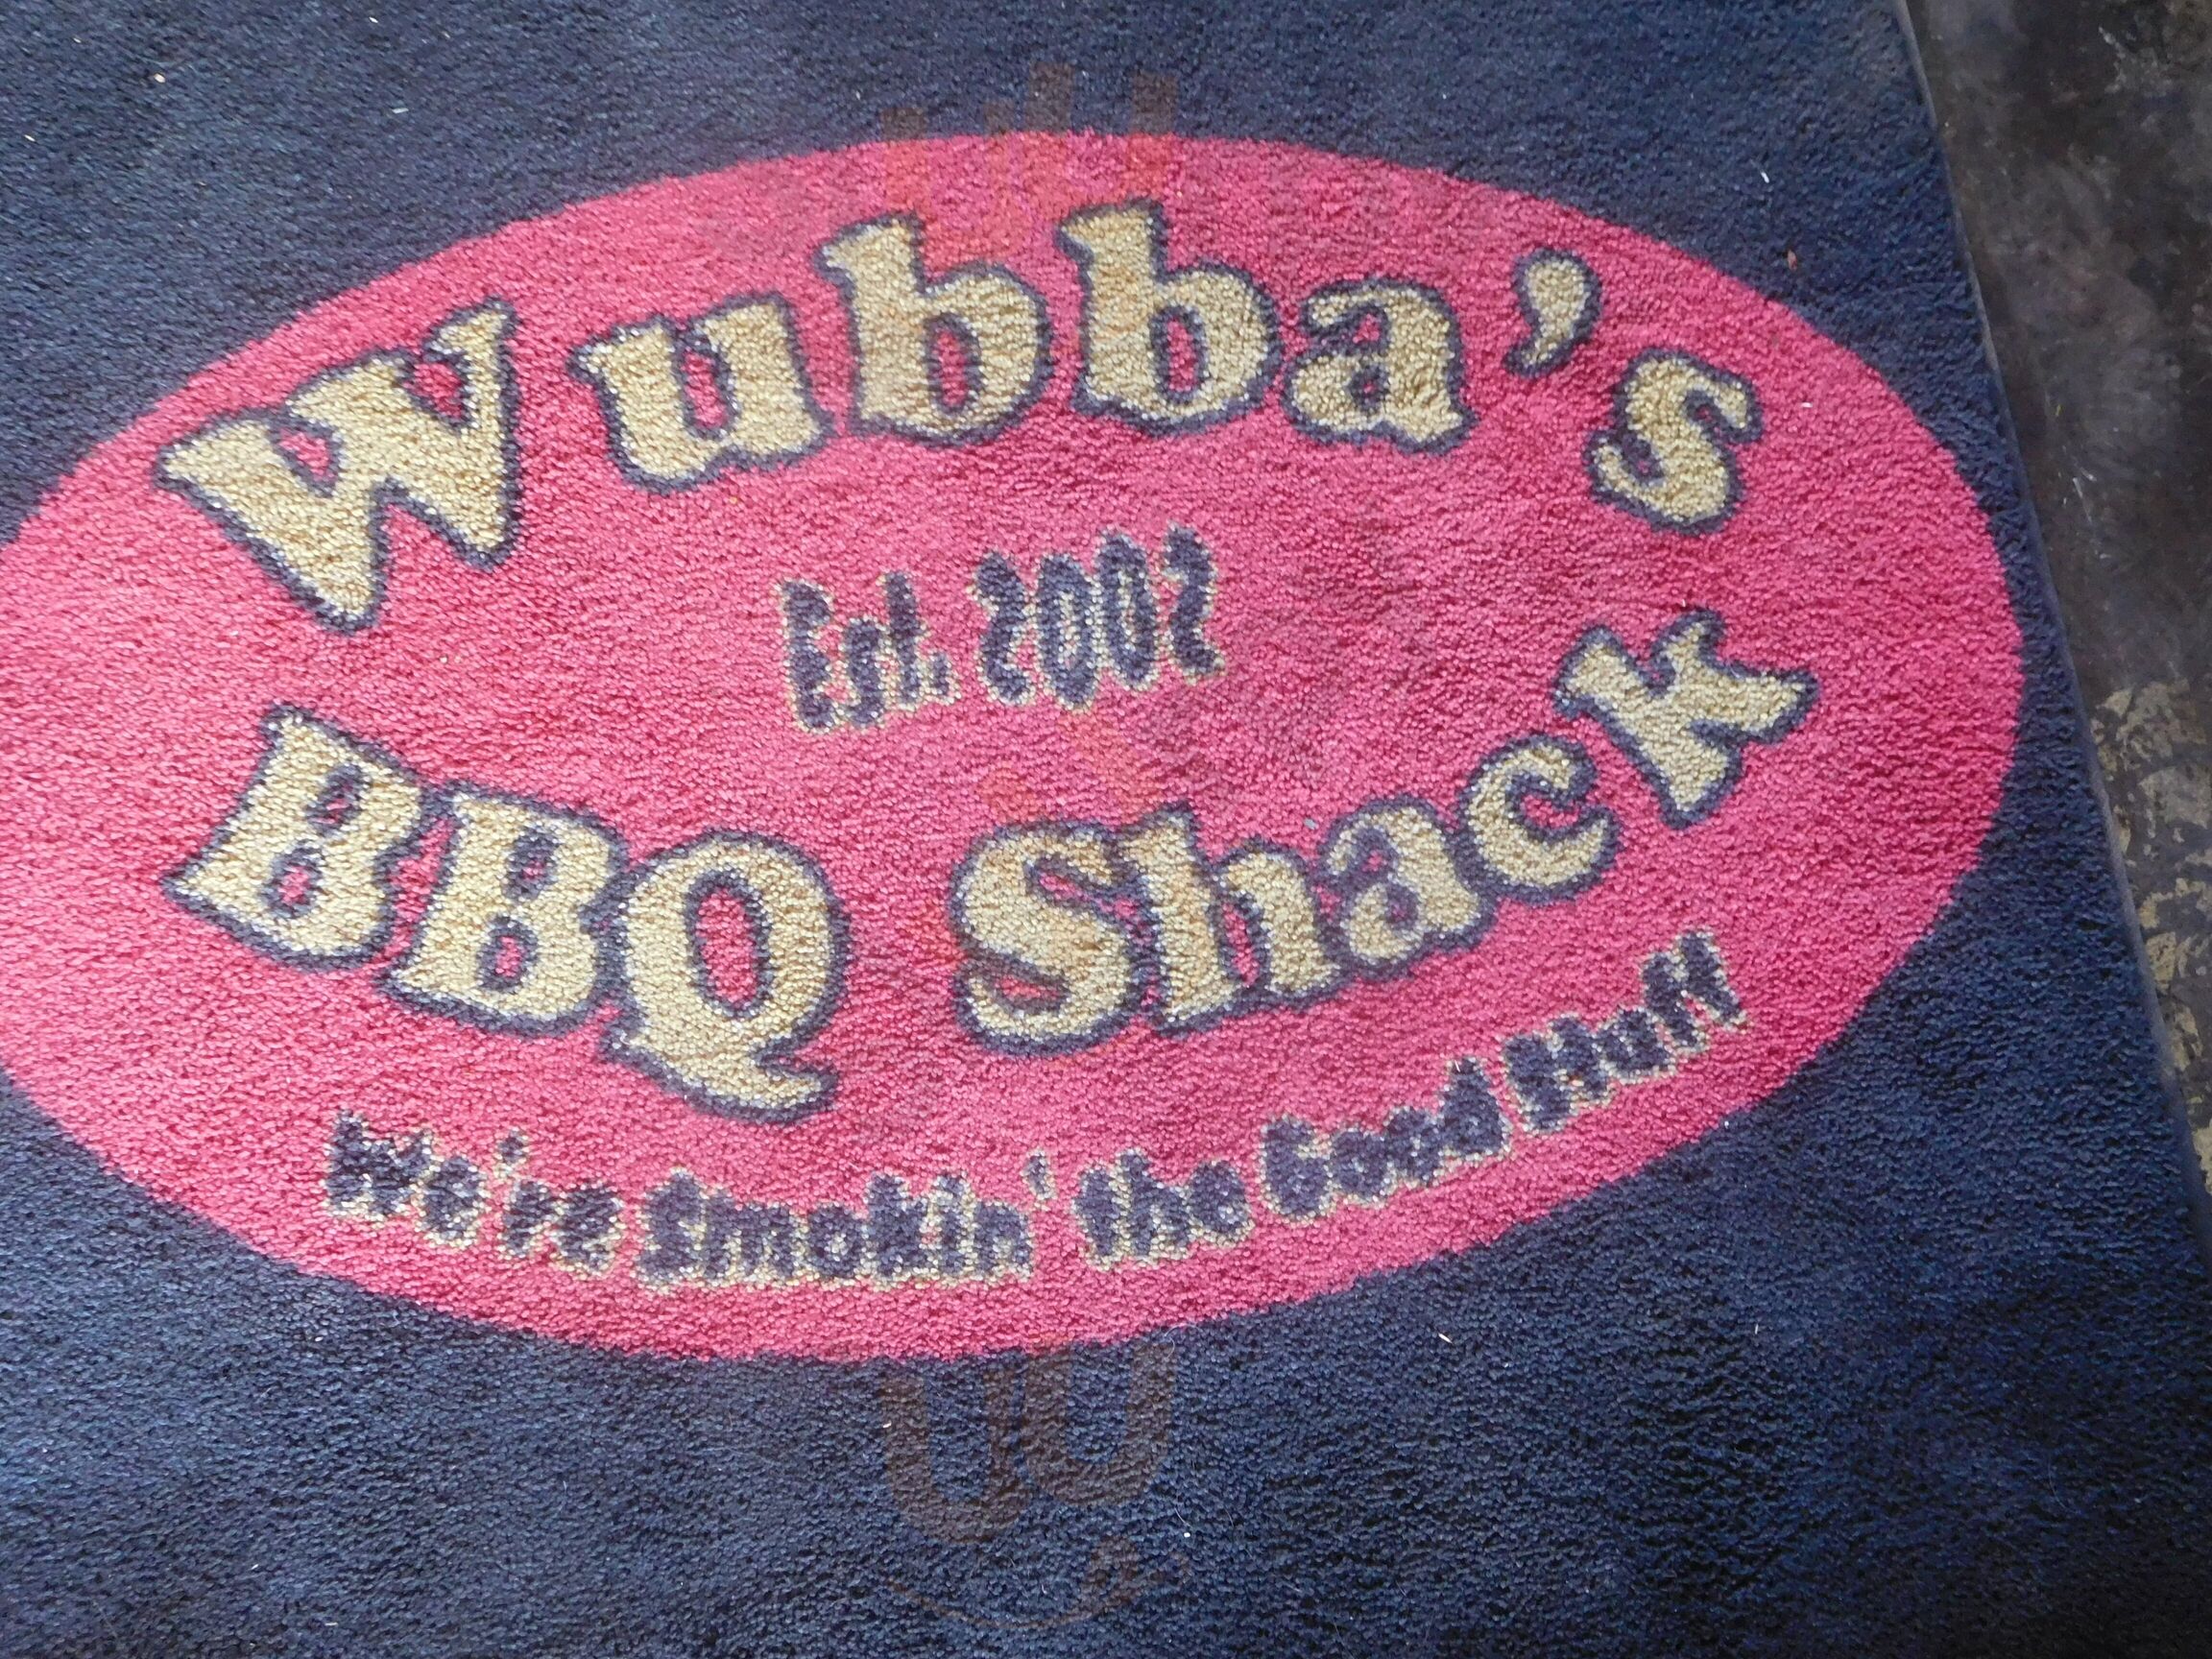 Wubba's
Est. 2002
BBQ Shack
We're Smokin' the Good Stuff